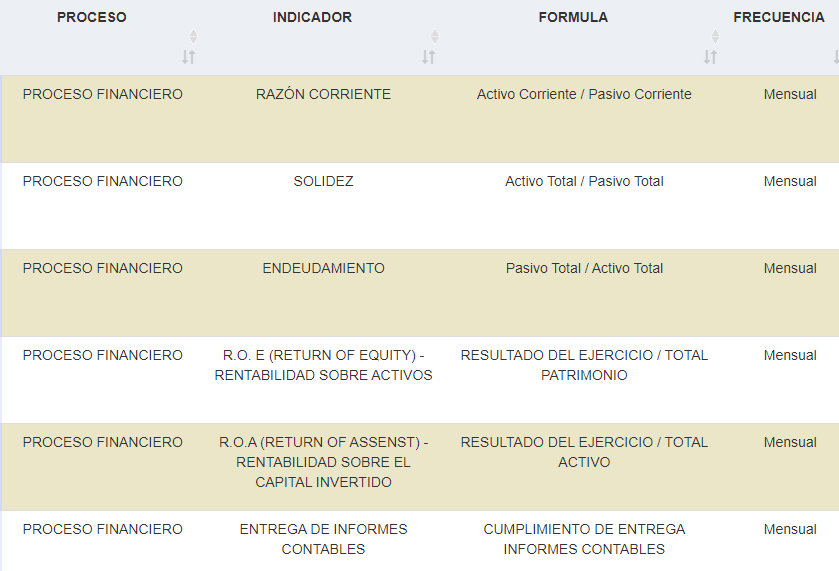 PROCESO INDICADOR FORMULA FRECUENCIA
PROCESO FINANCIERO RAZÓN CORRIENTE Activo Corriente / Pasivo Corriente Mensual
PROCESO FINANCIERO SOLIDEZ Activo Total / Pasivo Total Mensual
PROCESO FINANCIERO ENDEUDAMIENTO Pasivo Total / Activo Total Mensual
PROCESO FINANCIERO R.O. E (RETURN OF EQUITY) - RESULTADO DEL EJERCICIO / TOTAL Mensual
RENTABILIDAD SOBRE ACTIVOS PATRIMONIO
PROCESO FINANCIERO R.O.A (RETURN OF ASSENST) - RESULTADO DEL EJERCICIO / TOTAL Mensual
RENTABILIDAD SOBRE EL ACTIVO
CAPITAL INVERTIDO
PROCESO FINANCIERO ENTREGA DE INFORMES CUMPLIMIENTO DE ENTREGA Mensual
CONTABLES INFORMES CONTABLES